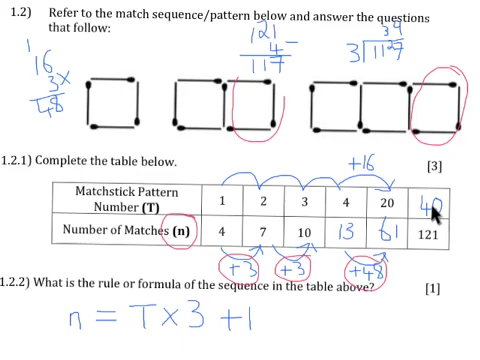 1.2) Refer to the match sequence/pattern below and answer the questions
that follow:
1
16
3x
48
121
4-
117
39
3 1127
+16
1.2.1) Complete the table below.
[3]
Matchstick Pattern Number (T) 1 2 3 4 20 40
Number of Matches (n) 4 7 10 13 61 121
+3 +3 +48
1.2.2) What is the rule or formula of the sequence in the table above?
[1]
n = T x 3 + 1